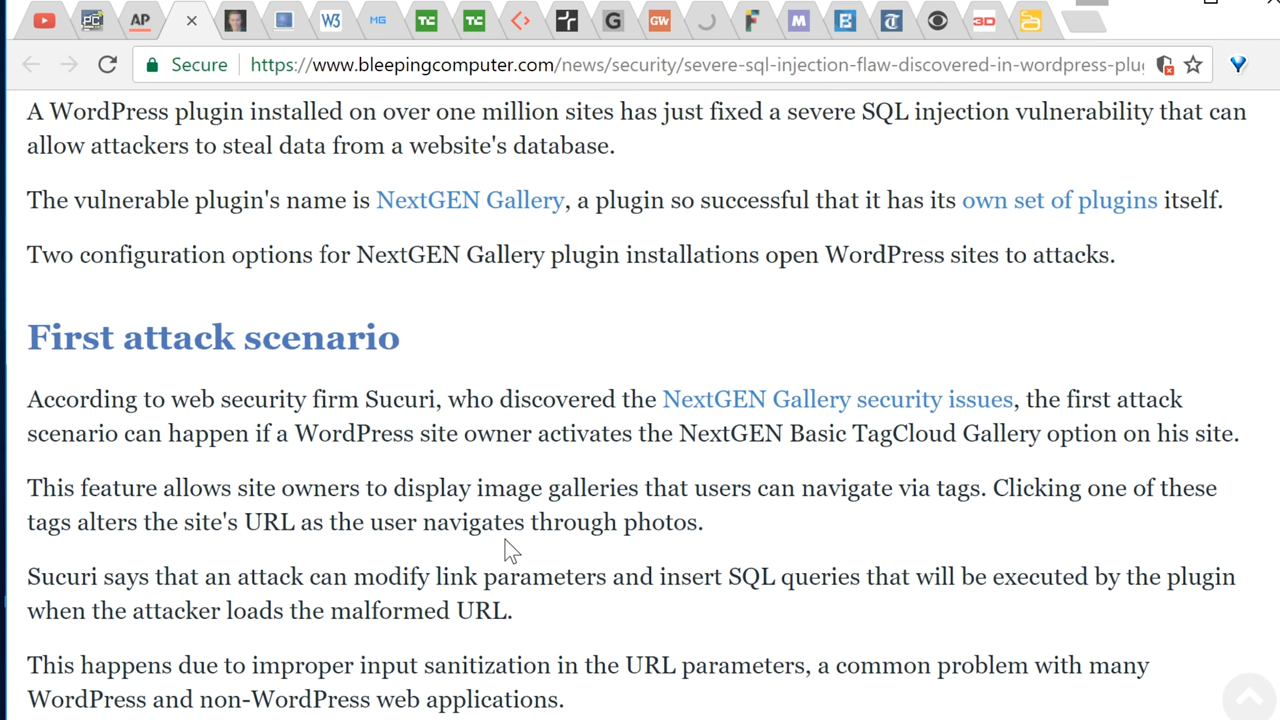 AP W3 MG TC TC G GW F M B T 3D
Secure https://www.bleepingcomputer.com/news/security/severe-sql-injection-flaw-discovered-in-wordpress-plu
A WordPress plugin installed on over one million sites has just fixed a severe SQL injection vulnerability that can
allow attackers to steal data from a website's database.
The vulnerable plugin's name is NextGEN Gallery, a plugin so successful that it has its own set of plugins itself.
Two configuration options for NextGEN Gallery plugin installations open WordPress sites to attacks.
First attack scenario
According to web security firm Sucuri, who discovered the NextGEN Gallery security issues, the first attack
scenario can happen if a WordPress site owner activates the NextGEN Basic TagCloud Gallery option on his site.
This feature allows site owners to display image galleries that users can navigate via tags. Clicking one of these
tags alters the site's URL as the user navigates through photos.
Sucuri says that an attack can modify link parameters and insert SQL queries that will be executed by the plugin
when the attacker loads the malformed URL.
This happens due to improper input sanitization in the URL parameters, a common problem with many
WordPress and non-WordPress web applications.